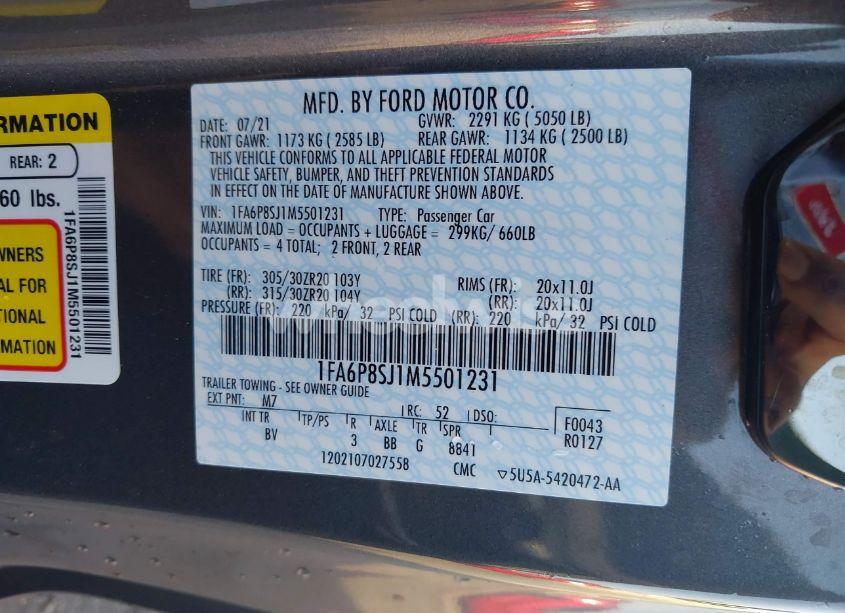 RMATION
REAR: 2
60 lbs.
WNERS
AL FOR
TIONAL
ORMATION
1FA6P8SJ1M5501231
MFD. BY FORD MOTOR CO.
DATE: 07/21 GVWR: 2291 KG ( 5050 LB)
FRONT GAWR: 1173 KG ( 2585 LB) REAR GAWR: 1134 KG ( 2500 LB)
THIS VEHICLE CONFORMS TO ALL APPLICABLE FEDERAL MOTOR
VEHICLE SAFETY, BUMPER, AND THEFT PREVENTION STANDARDS
IN EFFECT ON THE DATE OF MANUFACTURE SHOWN ABOVE.
VIN: 1FA6P8SJ1M5501231 TYPE: Passenger Car
MAXIMUM LOAD = OCCUPANTS + LUGGAGE = 299KG/ 660LB
OCCUPANTS = 4 TOTAL; 2 FRONT, 2 REAR
TIRE (FR): 305/30ZR20 103Y RIMS (FR): 20x11.0J
(RR): 315/30ZR20 104Y (RR): 20x11.0J
PRESSURE (FR): 220 kPa/ 32 PSI COLD (RR): 220 kPa/ 32 PSI COLD
1FA6P8SJ1M5501231
TRAILER TOWING - SEE OWNER GUIDE
EXT PNT: M7 RC: 52 DSO:
INT TR TP/PS R AXLE TR SPR
BV 3 BB G 8841
F0043
R0127
1202107027558 CMC ▽5U5A-5420472-AA